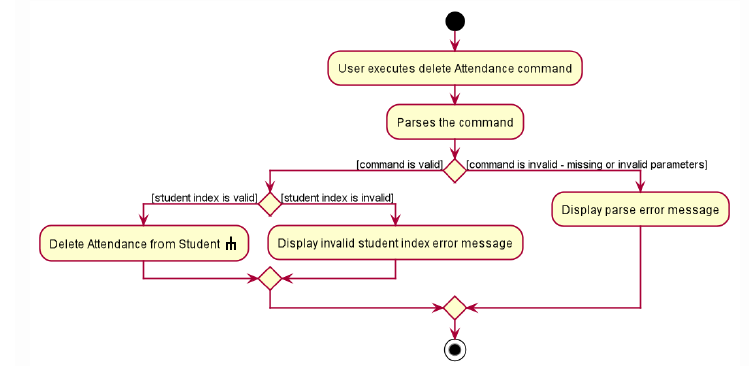 User executes delete Attendance command
Parses the command
[command is valid]
[command is invalid - missing or invalid parameters]
[student index is valid]
[student index is invalid]
Display parse error message
Delete Attendance from Student
Display invalid student index error message